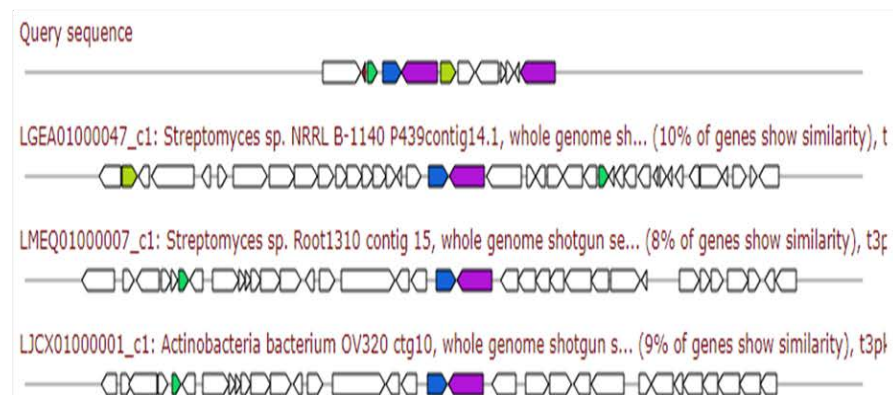 Query sequence
LGEA01000047_c1: Streptomyces sp. NRRL B-1140 P439contig14.1, whole genome sh... (10% of genes show similarity), t
LMEQ01000007_c1: Streptomyces sp. Root1310 contig 15, whole genome shotgun se... (8% of genes show similarity), t3p
LJCX01000001_c1: Actinobacteria bacterium OV320 ctg10, whole genome shotgun s... (9% of genes show similarity), t3pk